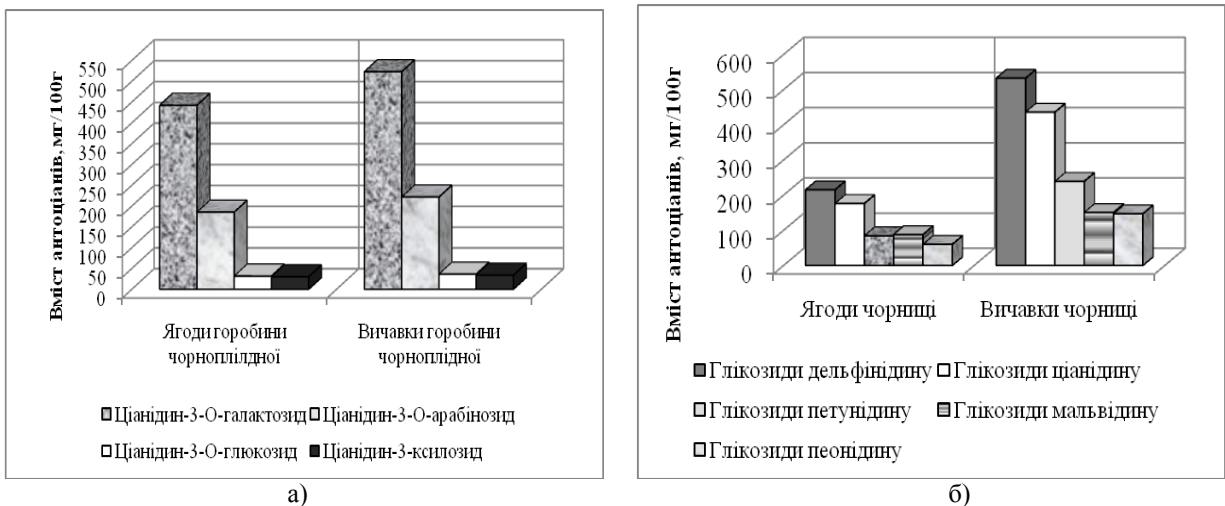 Вміст антоціанів, мг/100г
550
500
450
400
350
300
250
200
150
100
50
0
Ягоди горобини
чорноплілдної
Вичавки горобини
чорноплідної
Ціанідин-3-О-галактозид Ціанідин-3-О-арабінозид
Ціанідин-3-О-глюкозид Ціанідин-3-ксилозид
а)
Вміст антоціанів, мг/100г
600
500
400
300
200
100
0
Ягоди чорниці
Вичавки чорниці
Глікозиди дельфінідину Глікозиди ціанідину
Глікозиди петунідину Глікозиди мальвідину
Глікозиди пеонідину
б)